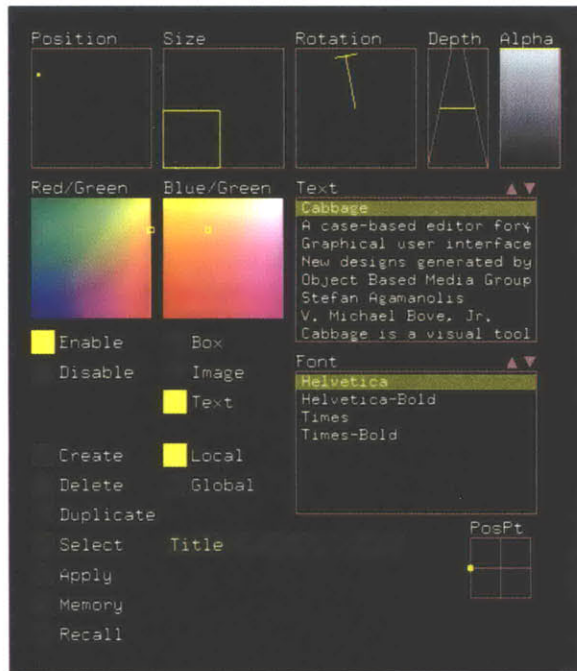 Position Size Rotation Depth Alpha
Red/Green Blue/Green Text
Cabbage
A case-based editor for
Graphical user interface
New designs generated by
Object Based Media Group
Stefan Agamanolis
V. Michael Bove, Jr.
Cabbage is a visual tool
Enable Box
Disable Image
Text
Font
Helvetica
Helvetica-Bold
Times
Times-Bold
Create Local
Delete Global
Duplicate
Select Title
Apply
Memory
Recall
PosPt